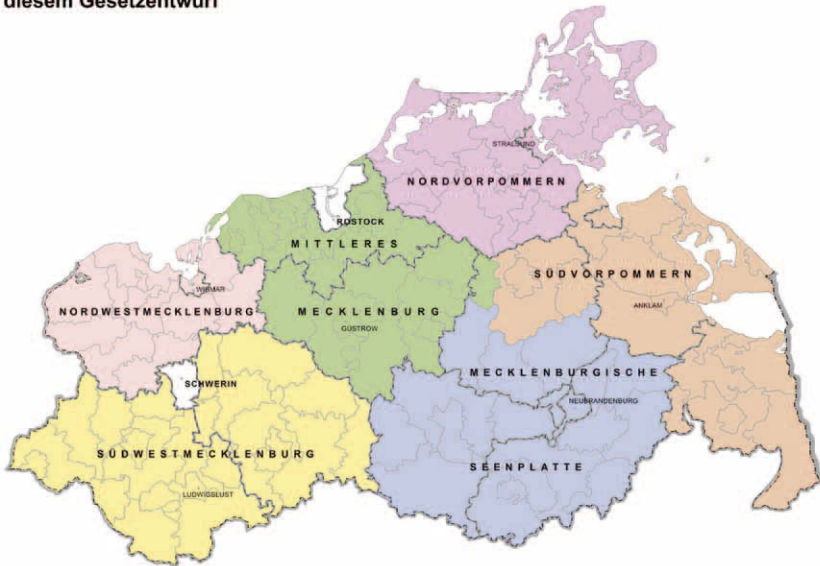 diesem Gesetzentwurf
STRALSUND
NORDVORPOMMERN
ROSTOCK
MITTLERES
SÜDVORPOMMERN
WISMAR
NORDWESTMECKLENBURG
MECKLENBURG
ANKLAM
GÜSTROW
MECKLENBURGISCHE
SCHWERIN
NEUBRANDENBURG
SÜDWESTMECKLENBURG
SEENPLATTE
LUDWIGSLUST